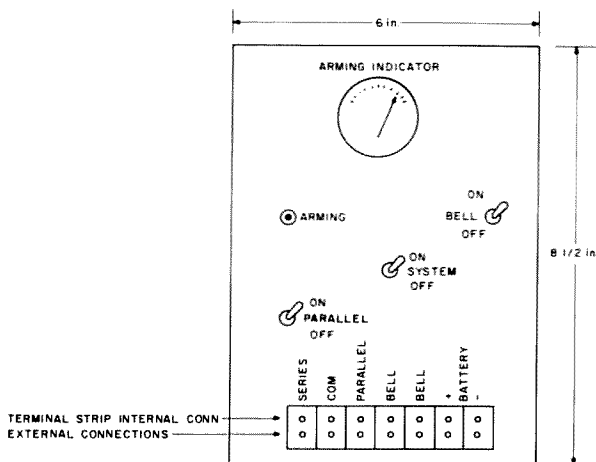 6 in.
ARMING INDICATOR
ON
BELL
OFF
ARMING
8 1/2 in.
ON
SYSTEM
OFF
ON
PARALLEL
OFF
SERIES
COM
PARALLEL
BELL
BELL
+
BATTERY
-
TERMINAL STRIP INTERNAL CONN
EXTERNAL CONNECTIONS